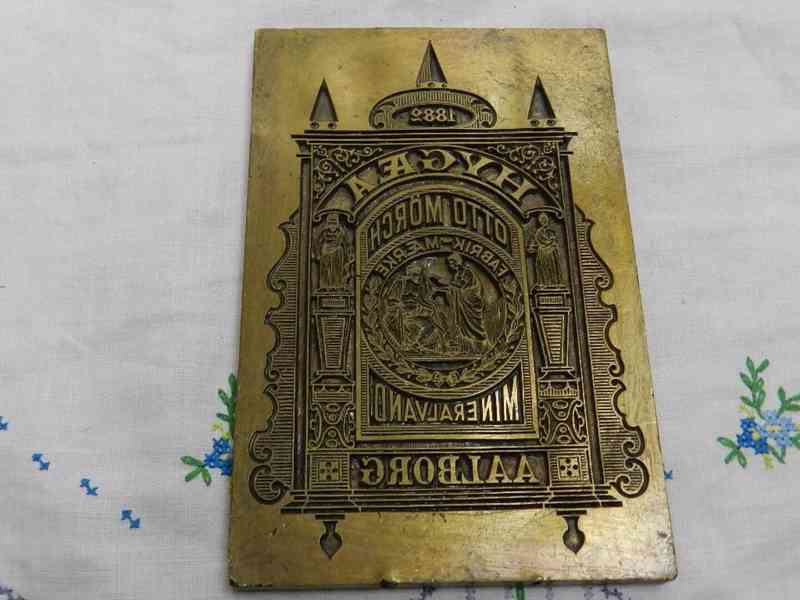 1882
HYGÆA
OTTO MÖRCH
FABRIK-MÆRKE
MINERALVAND
AALBORG